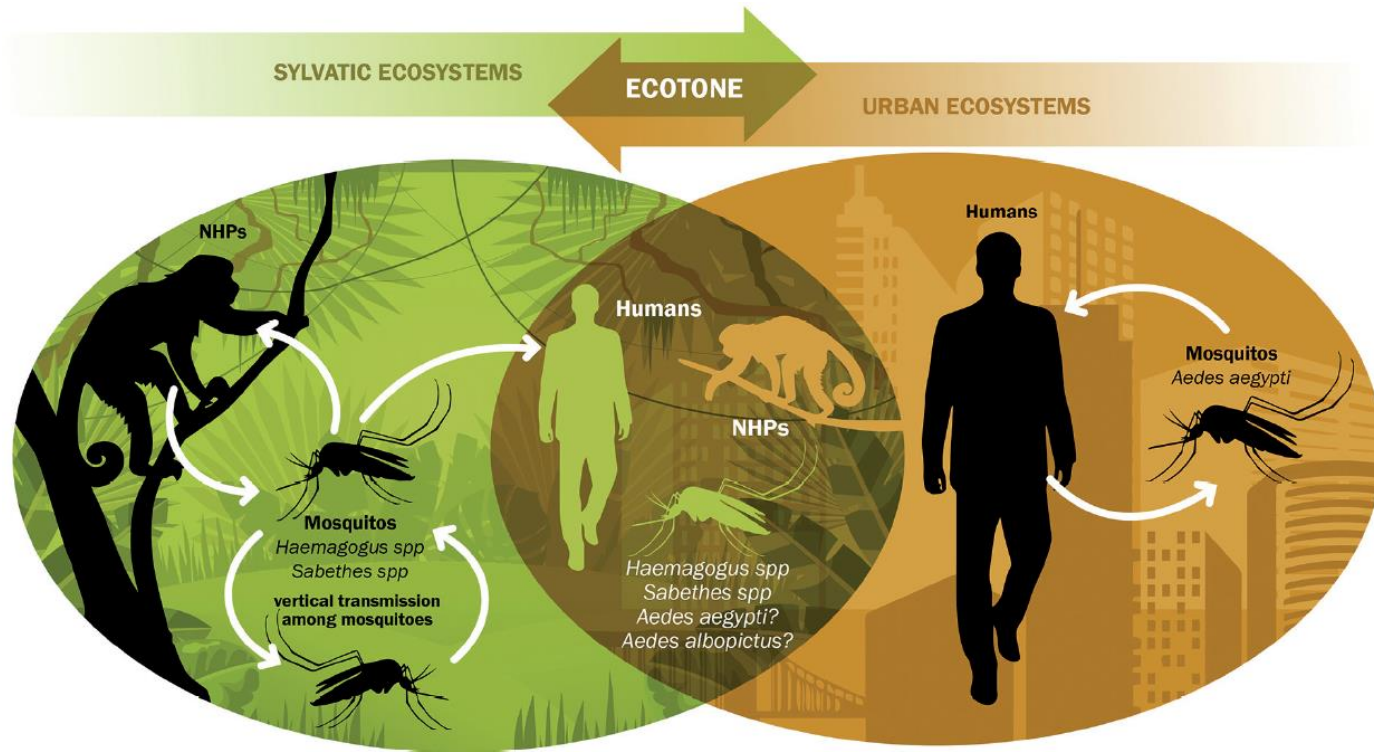 SYLVATIC ECOSYSTEMS
ECOTONE
URBAN ECOSYSTEMS
NHPs
Mosquitos
Haemagogus spp
Sabethes spp
vertical transmission
among mosquitoes
Humans
NHPs
Haemagogus spp
Sabethes spp
Aedes aegypti?
Aedes albopictus?
Humans
Mosquitos
Aedes aegypti